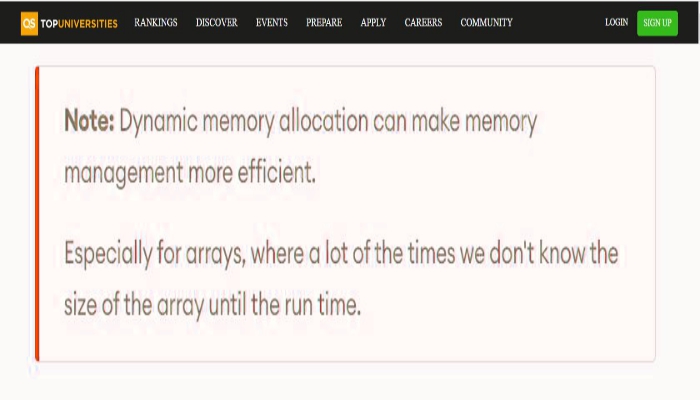 QS TOPUNIVERSITIES RANKINGS DISCOVER EVENTS PREPARE APPLY CAREERS COMMUNITY LOGIN SIGN UP
Note: Dynamic memory allocation can make memory
management more efficient.
Especially for arrays, where a lot of the times we don't know the
size of the array until the run time.